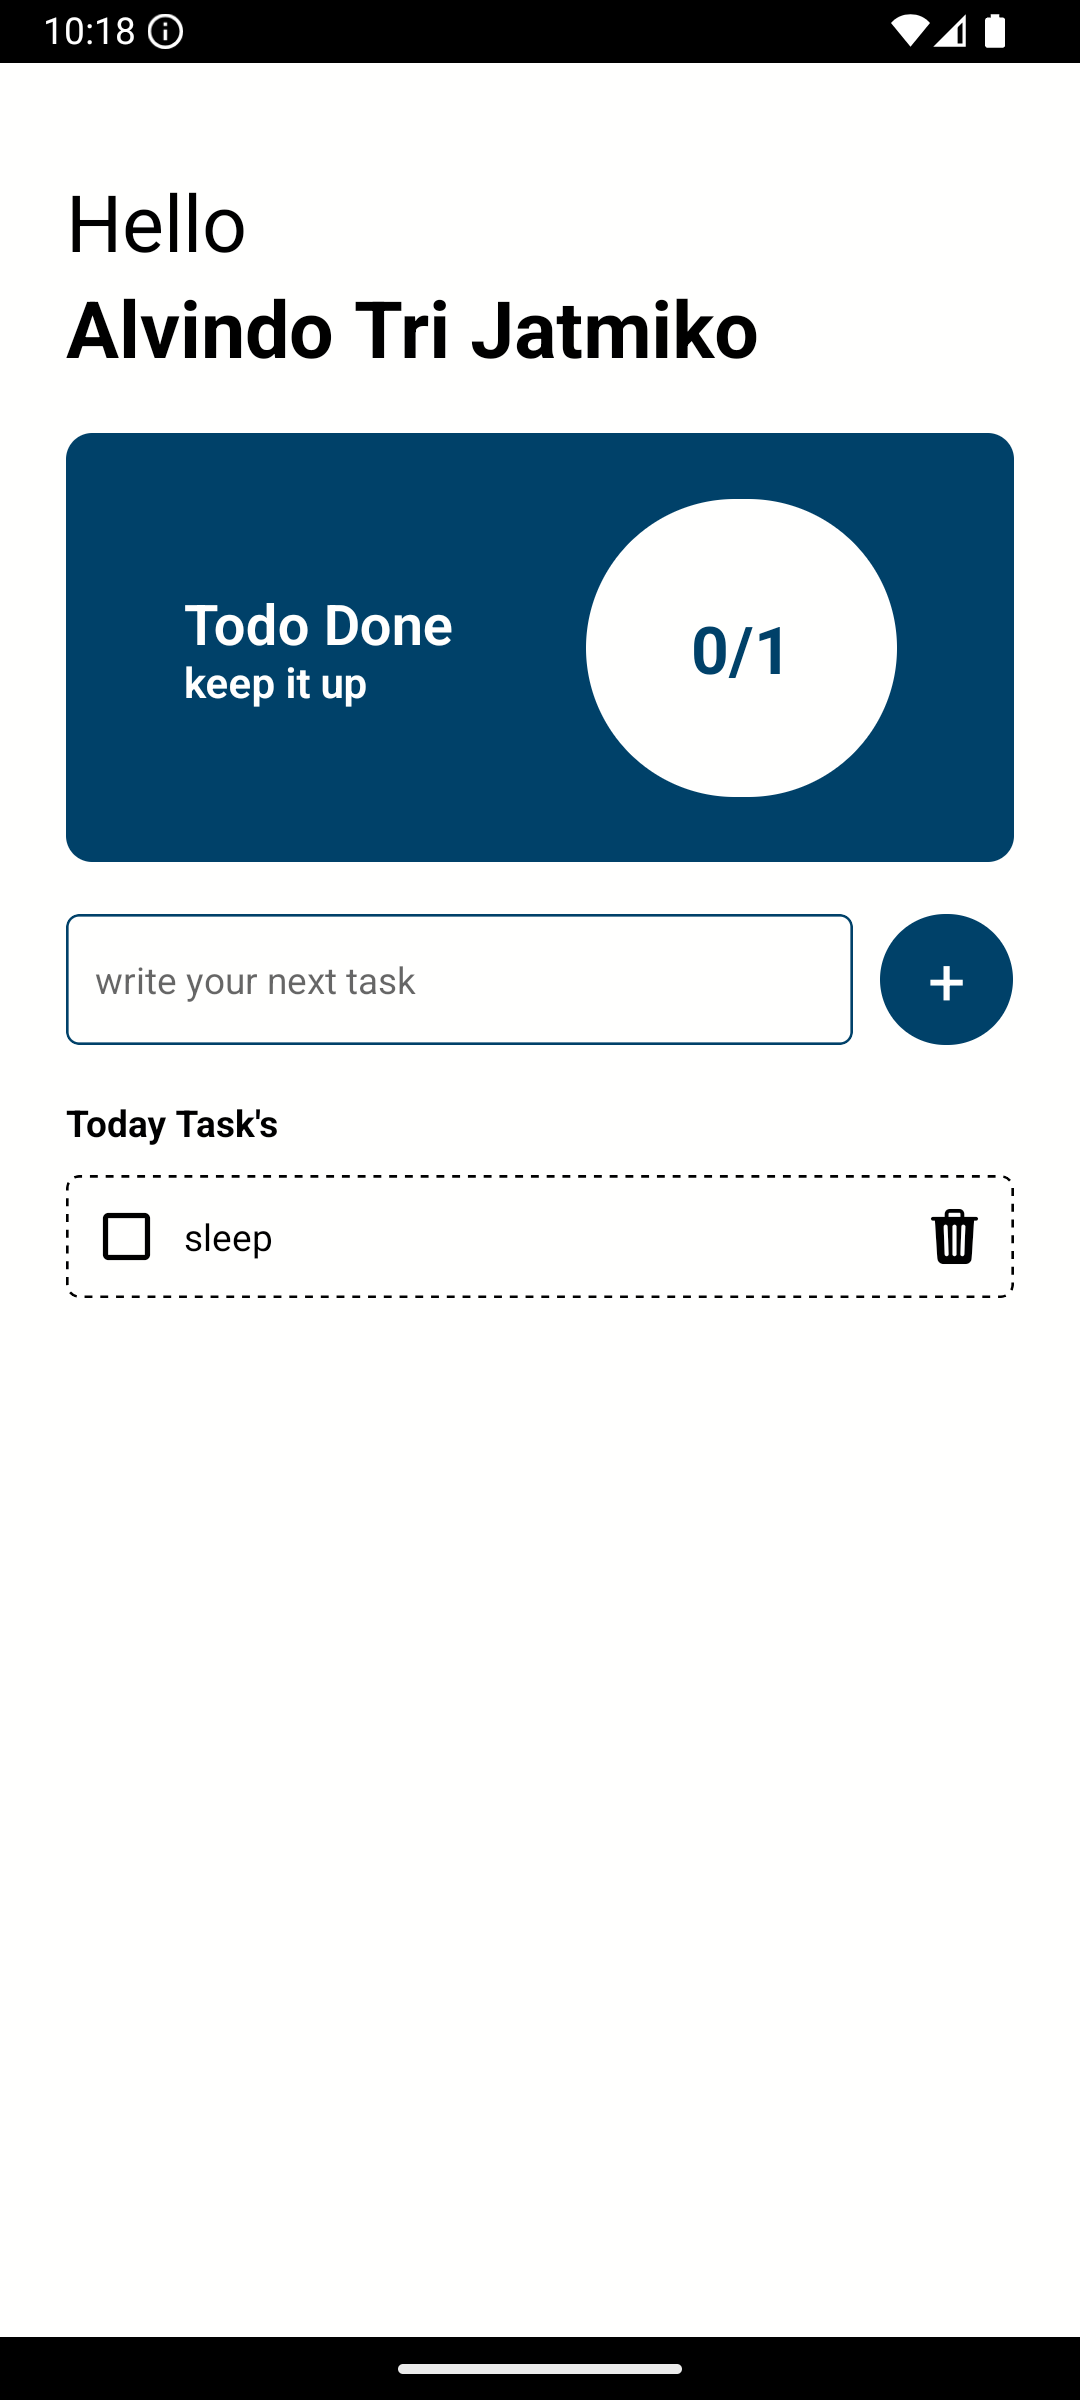 10:18
Hello
Alvindo Tri Jatmiko
Todo Done
keep it up
0/1
write your next task
+
Today Task's
sleep